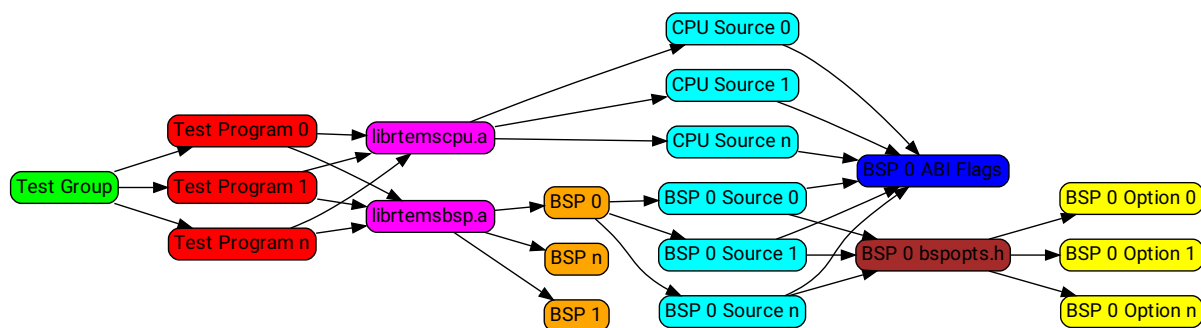 Test Group
Test Program 0
Test Program 1
Test Program n
librtemscpu.a
librtemsbsp.a
BSP 0
BSP n
BSP 1
CPU Source 0
CPU Source 1
CPU Source n
BSP 0 Source 0
BSP 0 Source 1
BSP 0 Source n
BSP 0 ABI Flags
BSP 0 bspopts.h
BSP 0 Option 0
BSP 0 Option 1
BSP 0 Option n